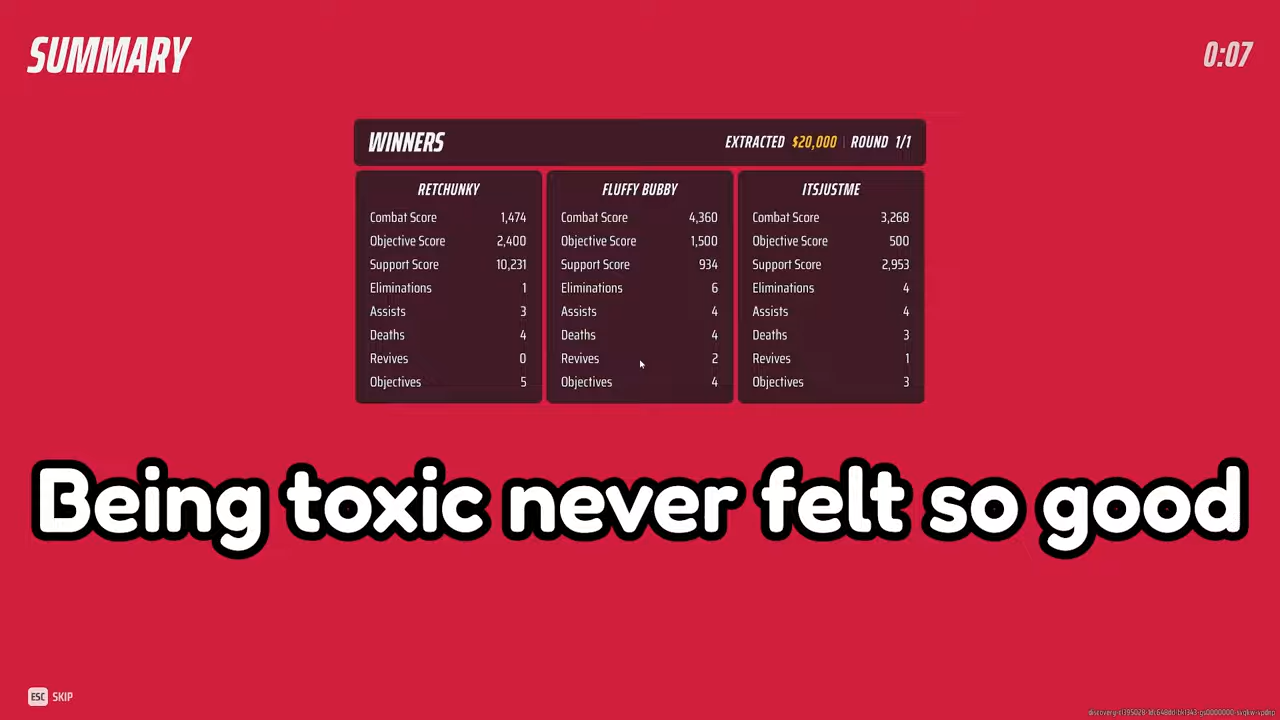 SUMMARY
0:07
WINNERS
EXTRACTED $20,000 | ROUND 1/1
RETCHUNKY
Combat Score 1,474
Objective Score 2,400
Support Score 10,231
Eliminations 1
Assists 3
Deaths 4
Revives 0
Objectives 5
FLUFFY BUBBY
Combat Score 4,360
Objective Score 1,500
Support Score 934
Eliminations 6
Assists 4
Deaths 4
Revives 2
Objectives 4
ITSJUSTME
Combat Score 3,268
Objective Score 500
Support Score 2,953
Eliminations 4
Assists 4
Deaths 3
Revives 1
Objectives 3
Being toxic never felt so good
ESC SKIP